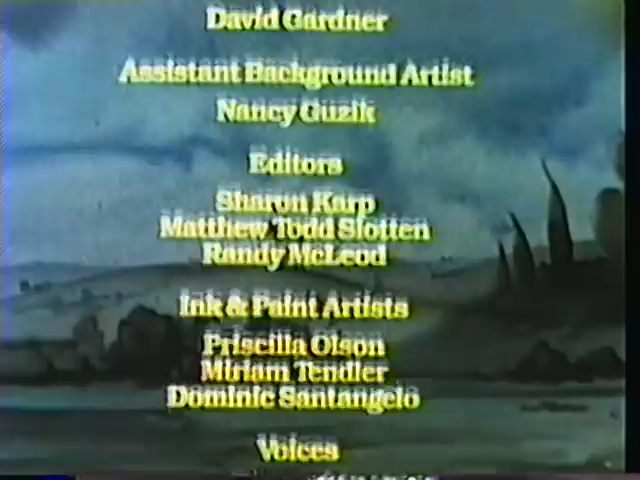 David Gardner
Assistant Background Artist
Nancy Guzik
Editors
Sharon Karp
Matthew Todd Slotten
Randy McLeod
Ink & Paint Artists
Priscilla Olson
Miriam Tendler
Dominic Santangelo
Voices